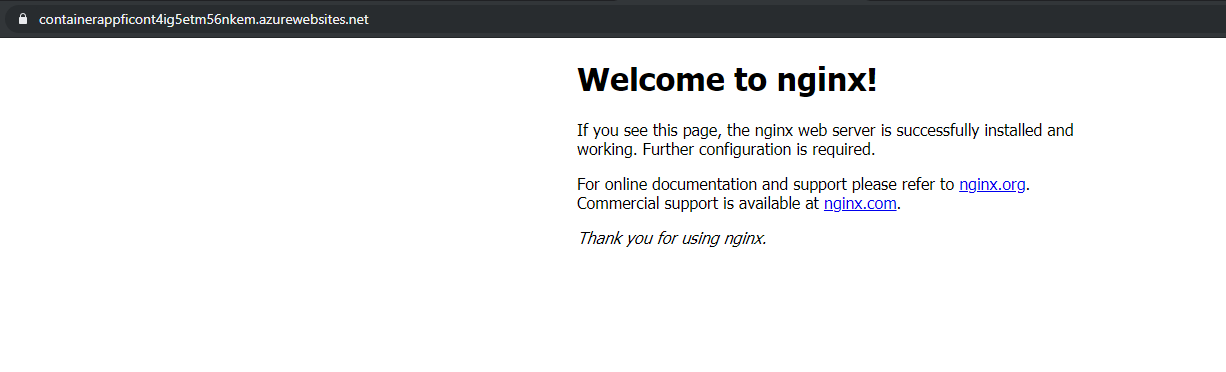 containerappficont4ig5etm56nkem.azurewebsites.net
Welcome to nginx!
If you see this page, the nginx web server is successfully installed and
working. Further configuration is required.
For online documentation and support please refer to nginx.org.
Commercial support is available at nginx.com.
Thank you for using nginx.